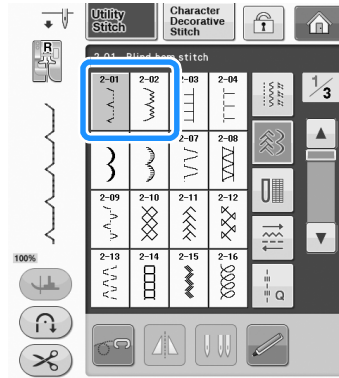 Utility Stitch
Character Decorative Stitch
R
2-01 Blind hem stitch
2-01 2-02 -03 2-04
1/3
2-07 2-08
2-09 2-10 2-11 2-12
100%
2-13 2-14 2-15 2-16
Q